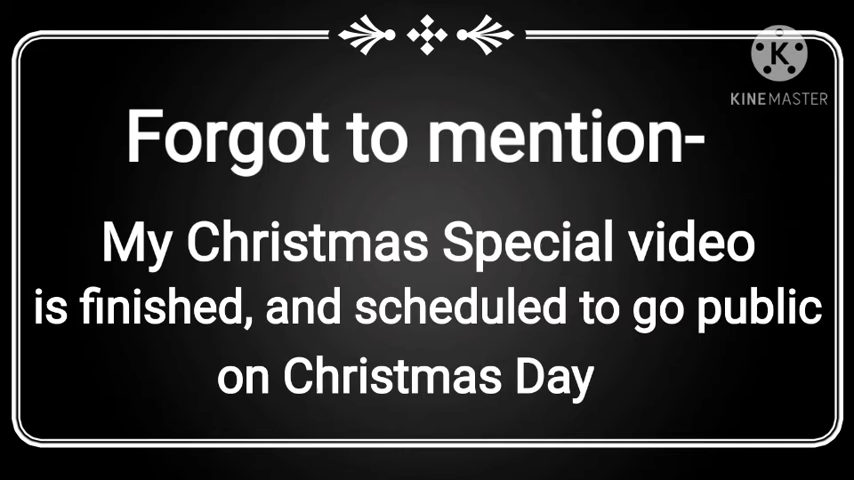 K
KINEMASTER
Forgot to mention-
My Christmas Special video
is finished, and scheduled to go public
on Christmas Day